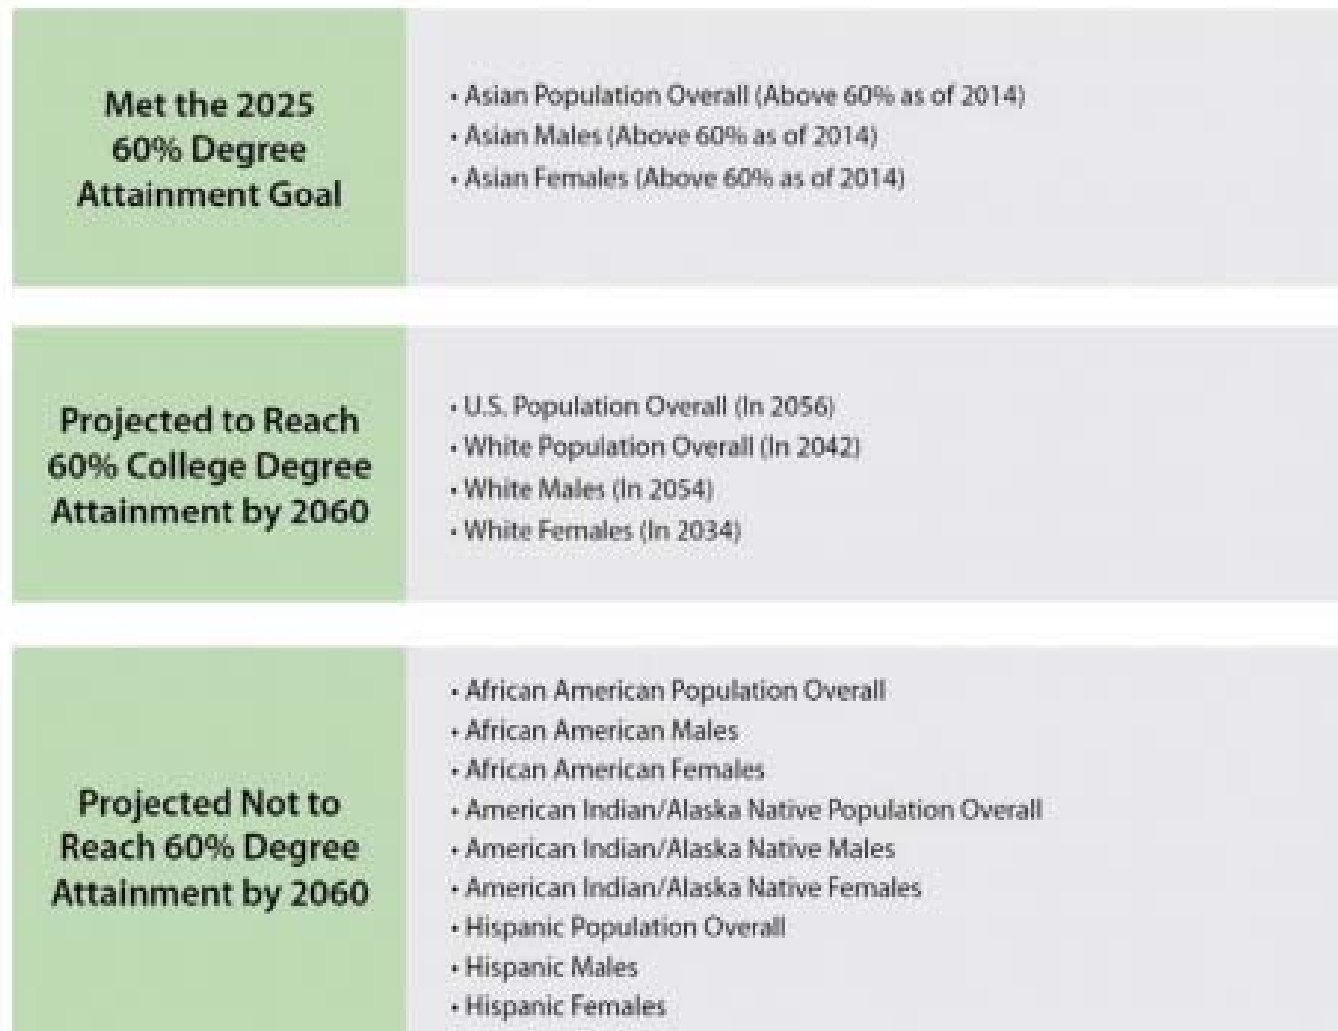 Met the 2025
60% Degree
Attainment Goal
• Asian Population Overall (Above 60% as of 2014)
• Asian Males (Above 60% as of 2014)
• Asian Females (Above 60% as of 2014)
Projected to Reach
60% College Degree
Attainment by 2060
• U.S. Population Overall (In 2056)
• White Population Overall (In 2042)
• White Males (In 2054)
• White Females (In 2034)
Projected Not to
Reach 60% Degree
Attainment by 2060
• African American Population Overall
• African American Males
• African American Females
• American Indian/Alaska Native Population Overall
• American Indian/Alaska Native Males
• American Indian/Alaska Native Females
• Hispanic Population Overall
• Hispanic Males
• Hispanic Females